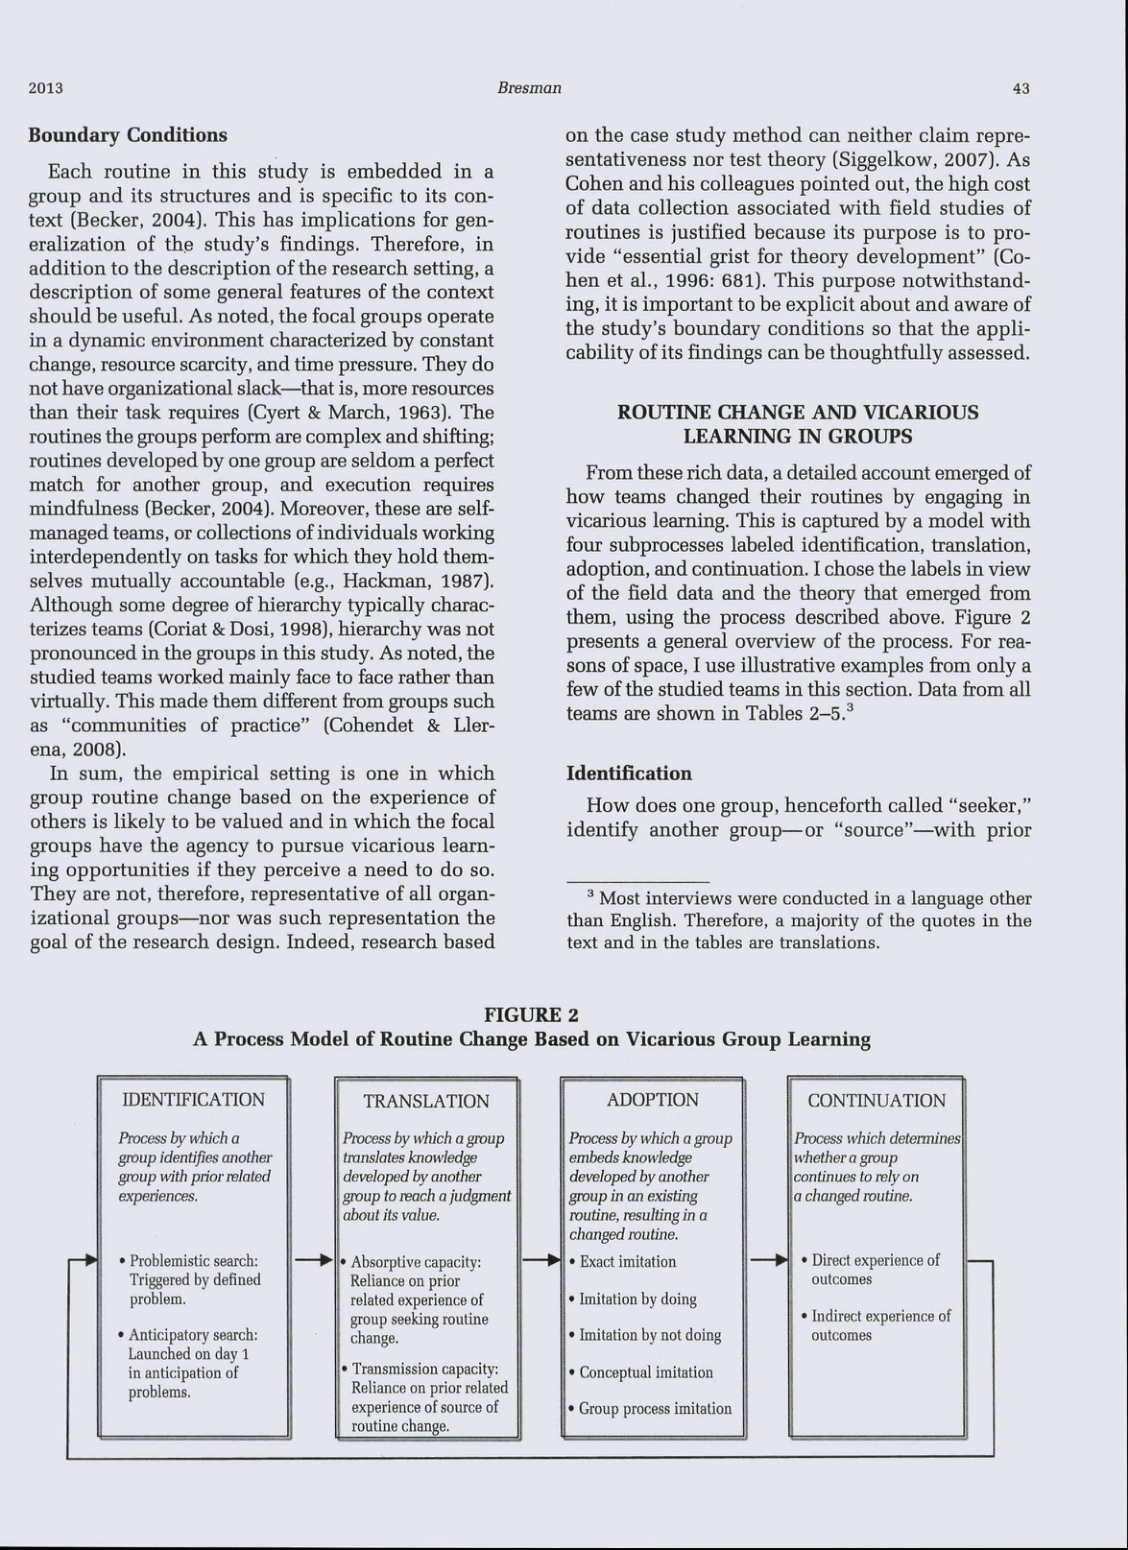 2013
Bresman
43
Boundary Conditions
Each routine in this study is embedded in a
group and its structures and is specific to its con-
text (Becker, 2004). This has implications for gen-
eralization of the study's findings. Therefore, in
addition to the description of the research setting, a
description of some general features of the context
should be useful. As noted, the focal groups operate
in a dynamic environment characterized by constant
change, resource scarcity, and time pressure. They do
not have organizational slack—that is, more resources
than their task requires (Cyert & March, 1963). The
routines the groups perform are complex and shifting;
routines developed by one group are seldom a perfect
match for another group, and execution requires
mindfulness (Becker, 2004). Moreover, these are self-
managed teams, or collections of individuals working
interdependently on tasks for which they hold them-
selves mutually accountable (e.g., Hackman, 1987).
Although some degree of hierarchy typically charac-
terizes teams (Coriat & Dosi, 1998), hierarchy was not
pronounced in the groups in this study. As noted, the
studied teams worked mainly face to face rather than
virtually. This made them different from groups such
as “communities of practice” (Cohendet & Ller-
ena, 2008).
In sum, the empirical setting is one in which
group routine change based on the experience of
others is likely to be valued and in which the focal
groups have the agency to pursue vicarious learn-
ing opportunities if they perceive a need to do so.
They are not, therefore, representative of all organ-
izational groups—nor was such representation the
goal of the research design. Indeed, research based
on the case study method can neither claim repre-
sentativeness nor test theory (Siggelkow, 2007). As
Cohen and his colleagues pointed out, the high cost
of data collection associated with field studies of
routines is justified because its purpose is to pro-
vide “essential grist for theory development” (Co-
hen et al., 1996: 681). This purpose notwithstand-
ing, it is important to be explicit about and aware of
the study's boundary conditions so that the appli-
cability of its findings can be thoughtfully assessed.
ROUTINE CHANGE AND VICARIOUS
LEARNING IN GROUPS
From these rich data, a detailed account emerged of
how teams changed their routines by engaging in
vicarious learning. This is captured by a model with
four subprocesses labeled identification, translation,
adoption, and continuation. I chose the labels in view
of the field data and the theory that emerged from
them, using the process described above. Figure 2
presents a general overview of the process. For rea-
sons of space, I use illustrative examples from only a
few of the studied teams in this section. Data from all
teams are shown in Tables 2–5.³
Identification
How does one group, henceforth called “seeker,”
identify another group—or “source”—with prior
³ Most interviews were conducted in a language other
than English. Therefore, a majority of the quotes in the
text and in the tables are translations.
FIGURE 2
A Process Model of Routine Change Based on Vicarious Group Learning
IDENTIFICATION
Process by which a
group identifies another
group with prior related
experiences.
• Problemistic search:
Triggered by defined
problem.
• Anticipatory search:
Launched on day 1
in anticipation of
problems.
TRANSLATION
Process by which a group
translates knowledge
developed by another
group to reach a judgment
about its value.
• Absorptive capacity:
Reliance on prior
related experience of
group seeking routine
change.
• Transmission capacity:
Reliance on prior related
experience of source of
routine change.
ADOPTION
Process by which a group
embeds knowledge
developed by another
group in an existing
routine, resulting in a
changed routine.
• Exact imitation
• Imitation by doing
• Imitation by not doing
• Conceptual imitation
• Group process imitation
CONTINUATION
Process which determines
whether a group
continues to rely on
a changed routine.
• Direct experience of
outcomes
• Indirect experience of
outcomes